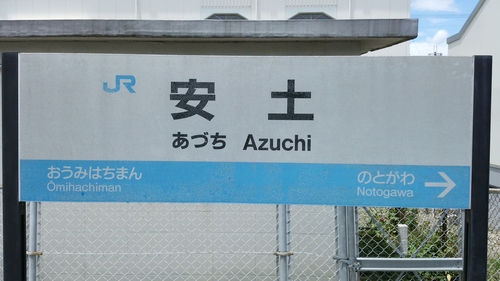 JR
安土
あづち Azuchi
おうみはちまん
Ōmihachiman
のとがわ
Notogawa